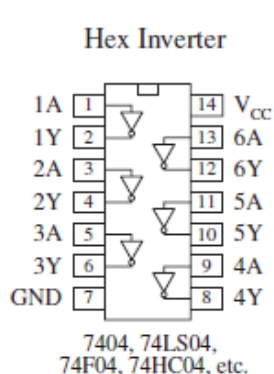 Hex Inverter
1A 1 14 VCC
1Y 2 13 6A
2A 3 12 6Y
2Y 4 11 5A
3A 5 10 5Y
3Y 6 9 4A
GND 7 8 4Y
7404, 74LS04,
74F04, 74HC04, etc.